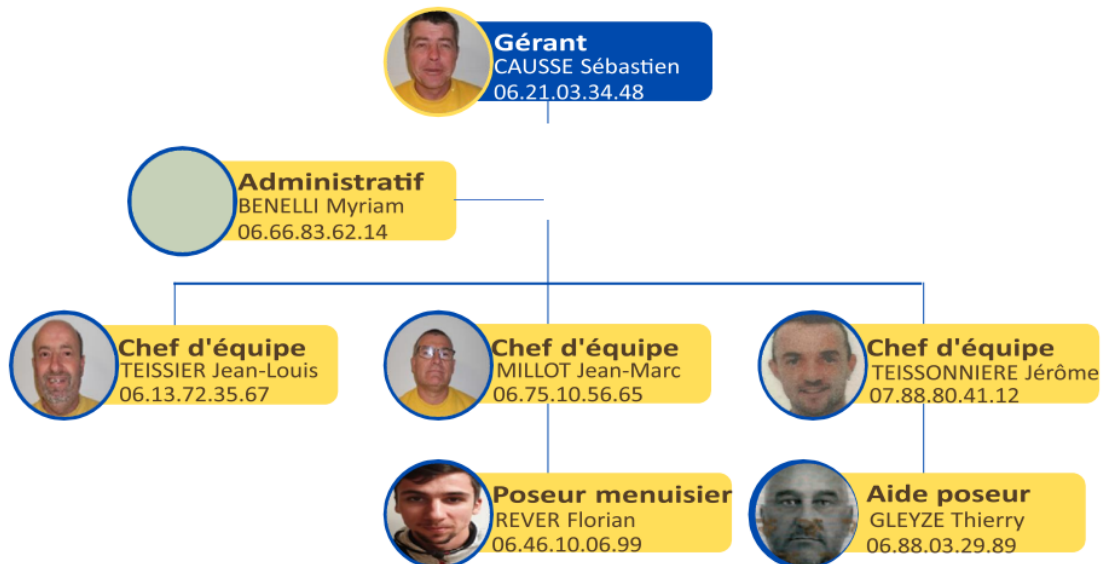 Gérant
CAUSSE Sébastien
06.21.03.34.48
Administratif
BENELLI Myriam
06.66.83.62.14
Chef d'équipe
TEISSIER Jean-Louis
06.13.72.35.67
Chef d'équipe
MILLOT Jean-Marc
06.75.10.56.65
Chef d'équipe
TEISSONNIERE Jérôme
07.88.80.41.12
Poseur menuisier
REVER Florian
06.46.10.06.99
Aide poseur
GLEYZE Thierry
06.88.03.29.89